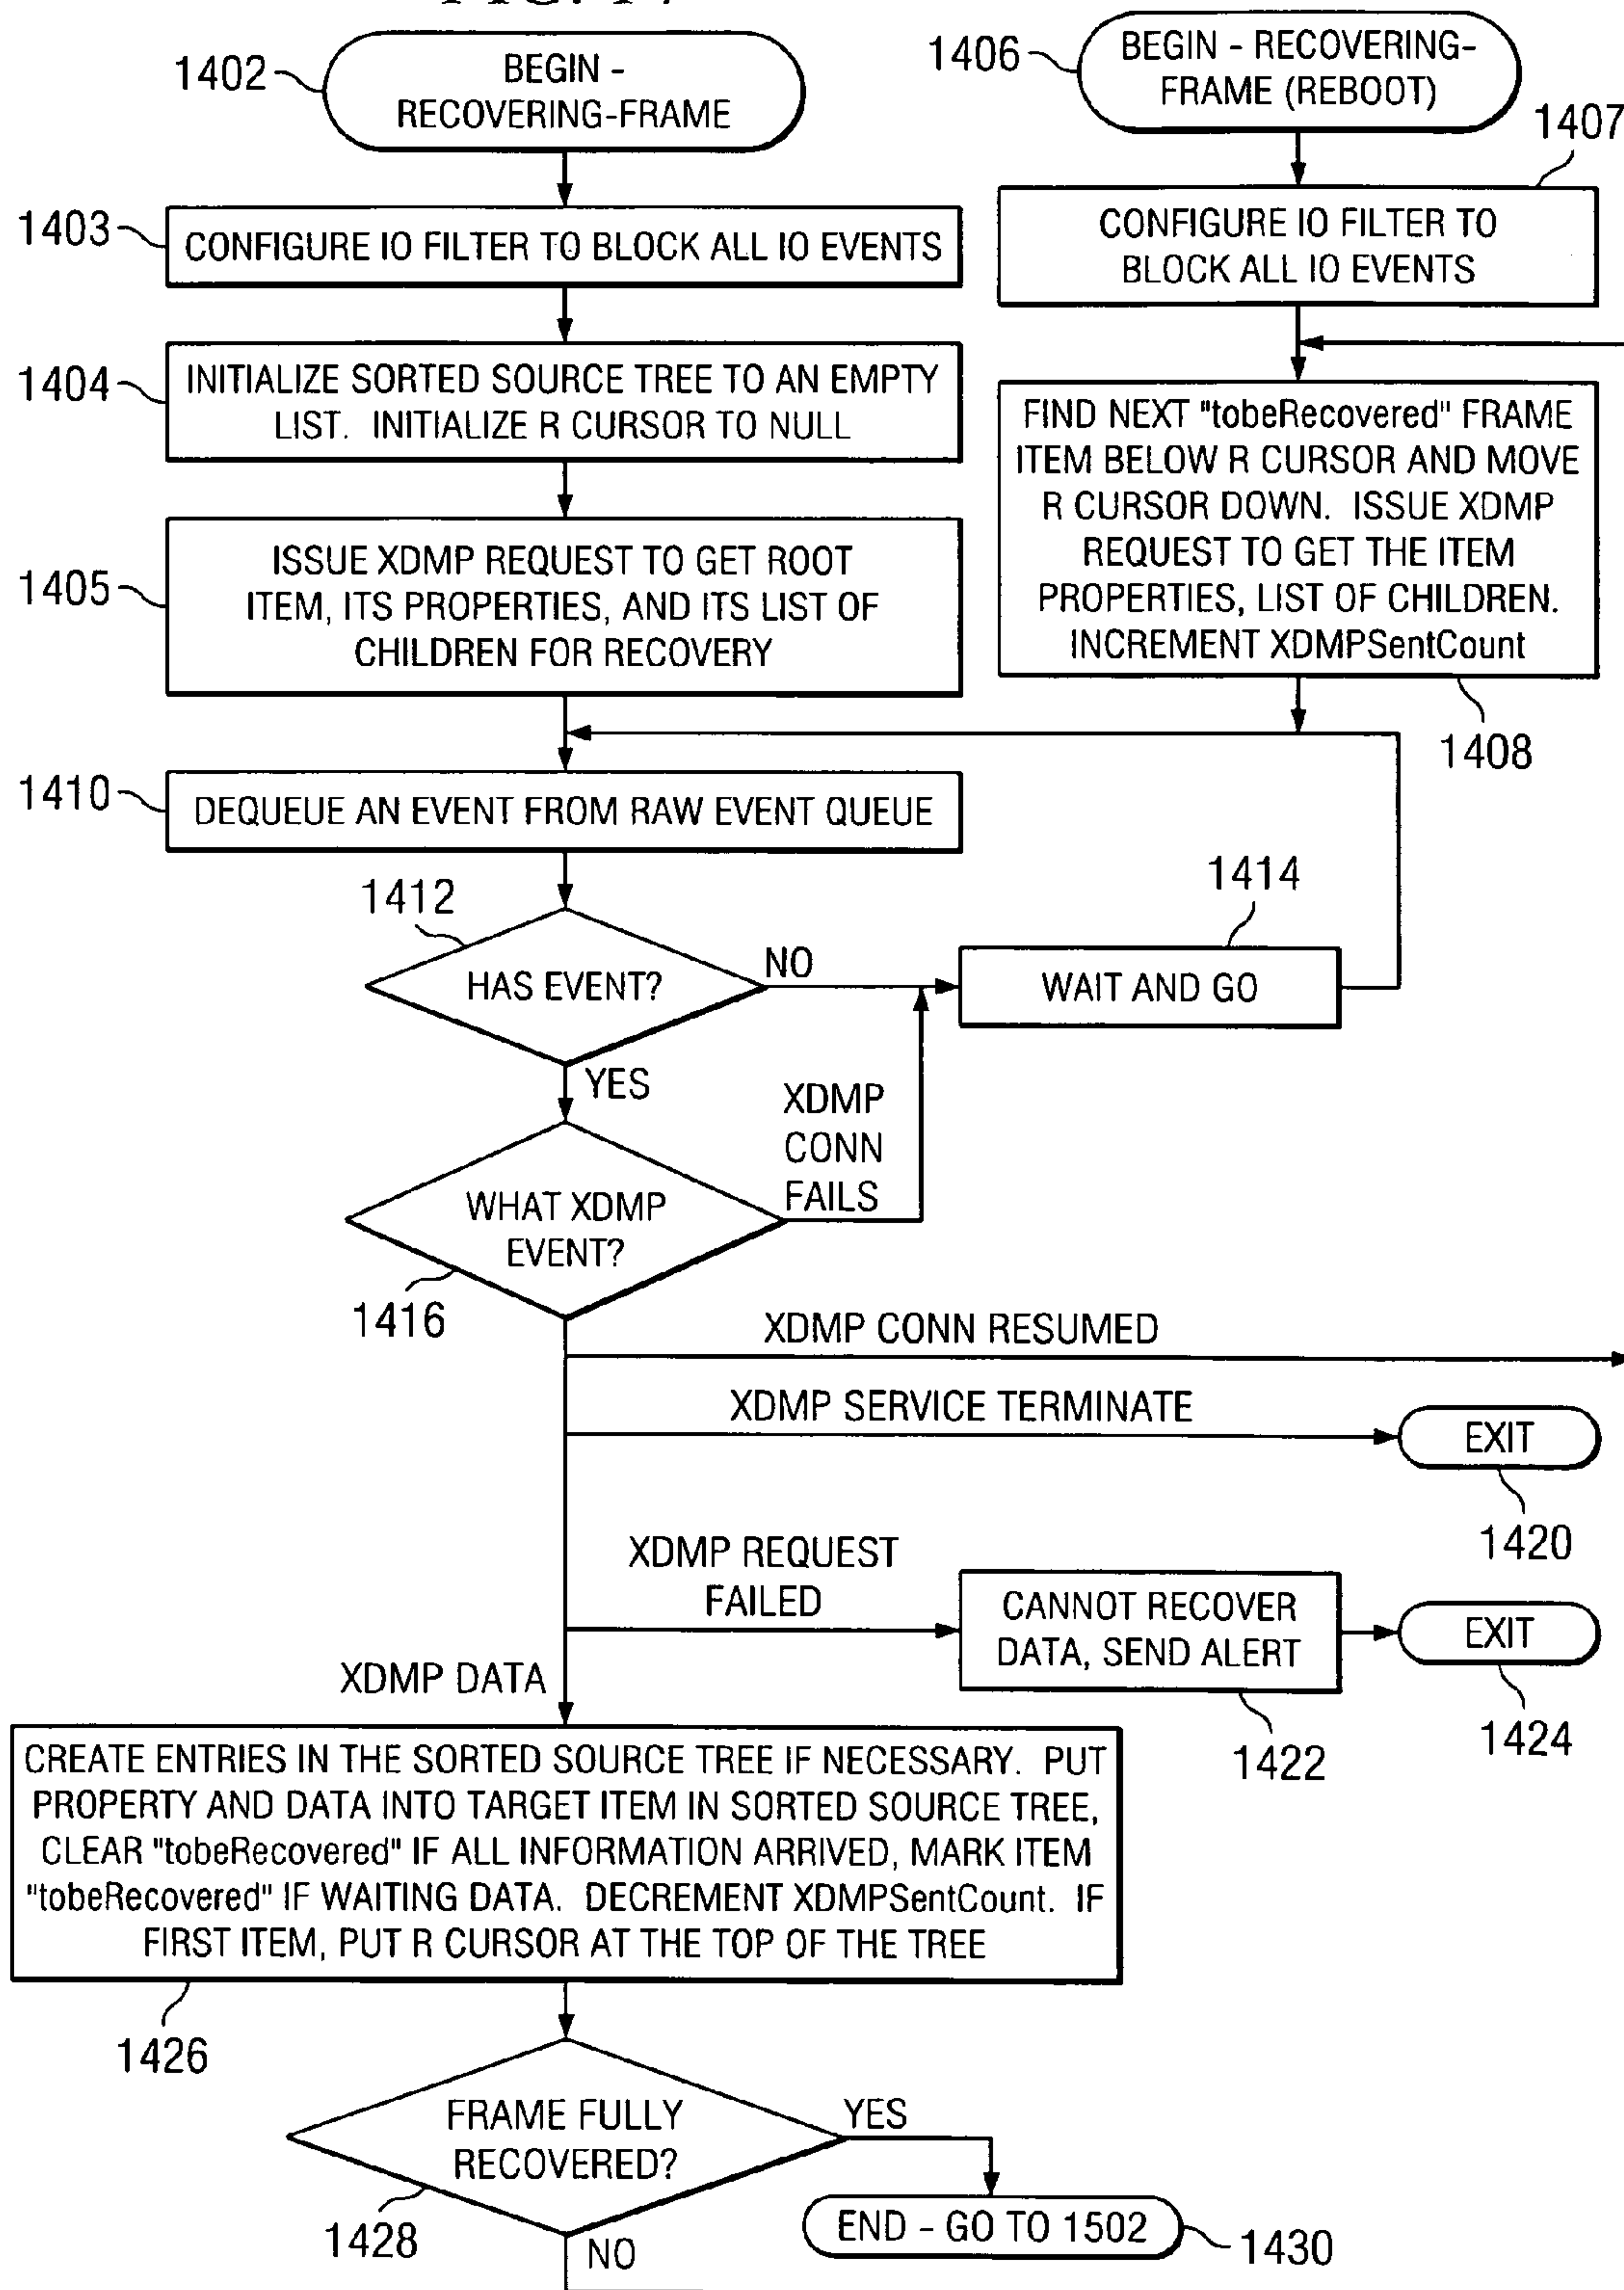 1402
BEGIN -
RECOVERING-FRAME
1403
CONFIGURE IO FILTER TO BLOCK ALL IO EVENTS
1404
INITIALIZE SORTED SOURCE TREE TO AN EMPTY
LIST. INITIALIZE R CURSOR TO NULL
1405
ISSUE XDMP REQUEST TO GET ROOT
ITEM, ITS PROPERTIES, AND ITS LIST OF
CHILDREN FOR RECOVERY
1406
BEGIN - RECOVERING-
FRAME (REBOOT)
1407
CONFIGURE IO FILTER TO
BLOCK ALL IO EVENTS
FIND NEXT "tobeRecovered" FRAME
ITEM BELOW R CURSOR AND MOVE
R CURSOR DOWN. ISSUE XDMP
REQUEST TO GET THE ITEM
PROPERTIES, LIST OF CHILDREN.
INCREMENT XDMPSentCount
1408
1410
DEQUEUE AN EVENT FROM RAW EVENT QUEUE
1412
HAS EVENT?
NO
1414
WAIT AND GO
YES
XDMP
CONN
FAILS
WHAT XDMP
EVENT?
1416
XDMP CONN RESUMED
XDMP SERVICE TERMINATE
EXIT
1420
XDMP REQUEST
FAILED
CANNOT RECOVER
DATA, SEND ALERT
1422
EXIT
1424
XDMP DATA
CREATE ENTRIES IN THE SORTED SOURCE TREE IF NECESSARY. PUT
PROPERTY AND DATA INTO TARGET ITEM IN SORTED SOURCE TREE,
CLEAR "tobeRecovered" IF ALL INFORMATION ARRIVED, MARK ITEM
"tobeRecovered" IF WAITING DATA. DECREMENT XDMPSentCount. IF
FIRST ITEM, PUT R CURSOR AT THE TOP OF THE TREE
1426
FRAME FULLY
RECOVERED?
YES
1428
NO
END - GO TO 1502
1430